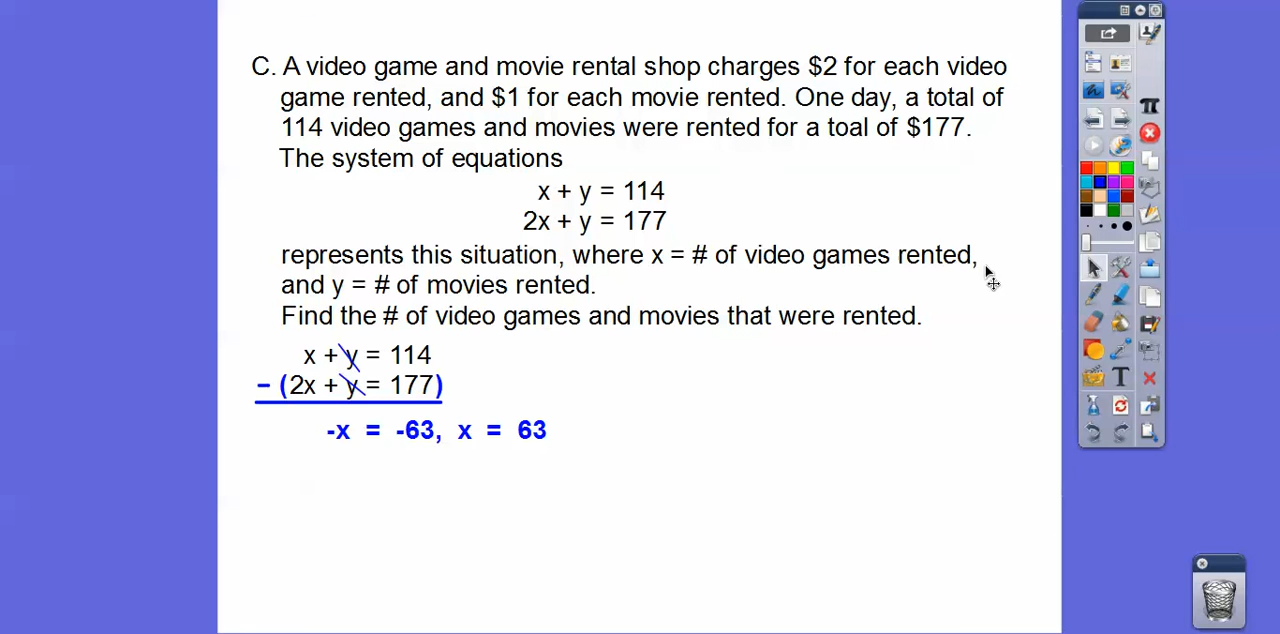 C. A video game and movie rental shop charges $2 for each video
game rented, and $1 for each movie rented. One day, a total of
114 video games and movies were rented for a toal of $177.
The system of equations
x + y = 114
2x + y = 177
represents this situation, where x = # of video games rented,
and y = # of movies rented.
Find the # of video games and movies that were rented.
x + y = 114
− (2x + y = 177)
-x = -63, x = 63